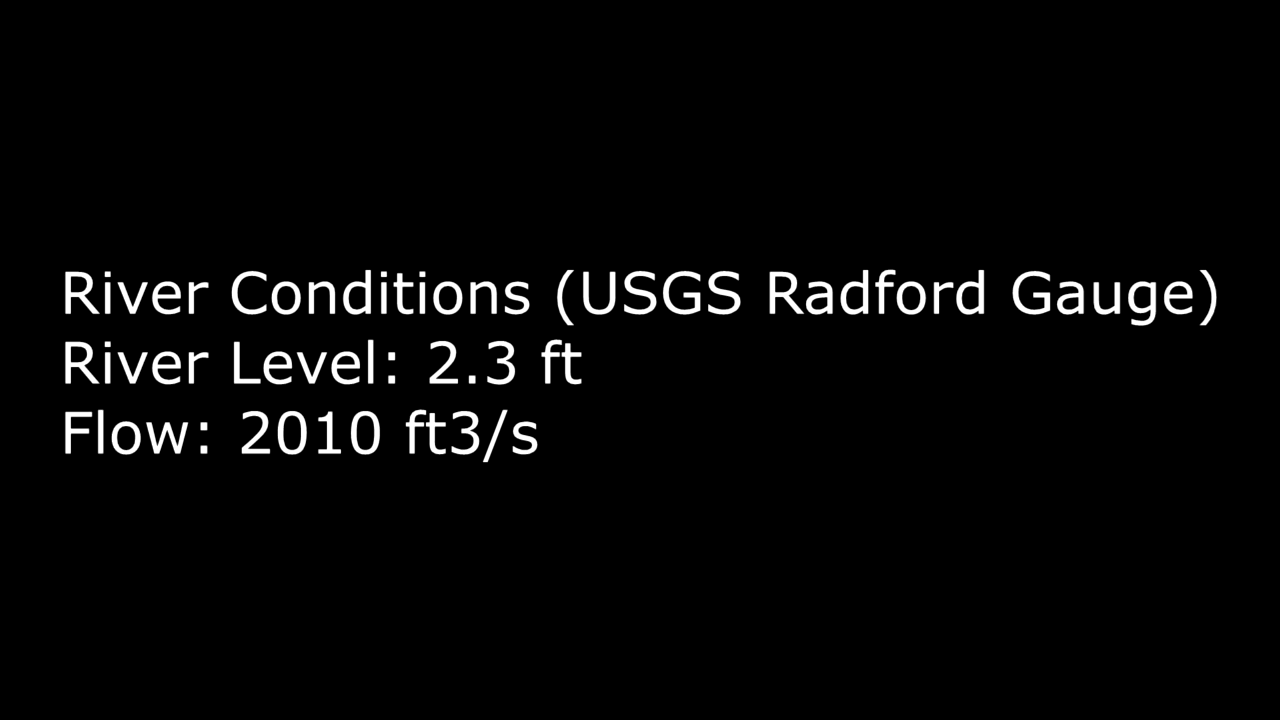 River Conditions (USGS Radford Gauge)
River Level: 2.3 ft
Flow: 2010 ft3/s